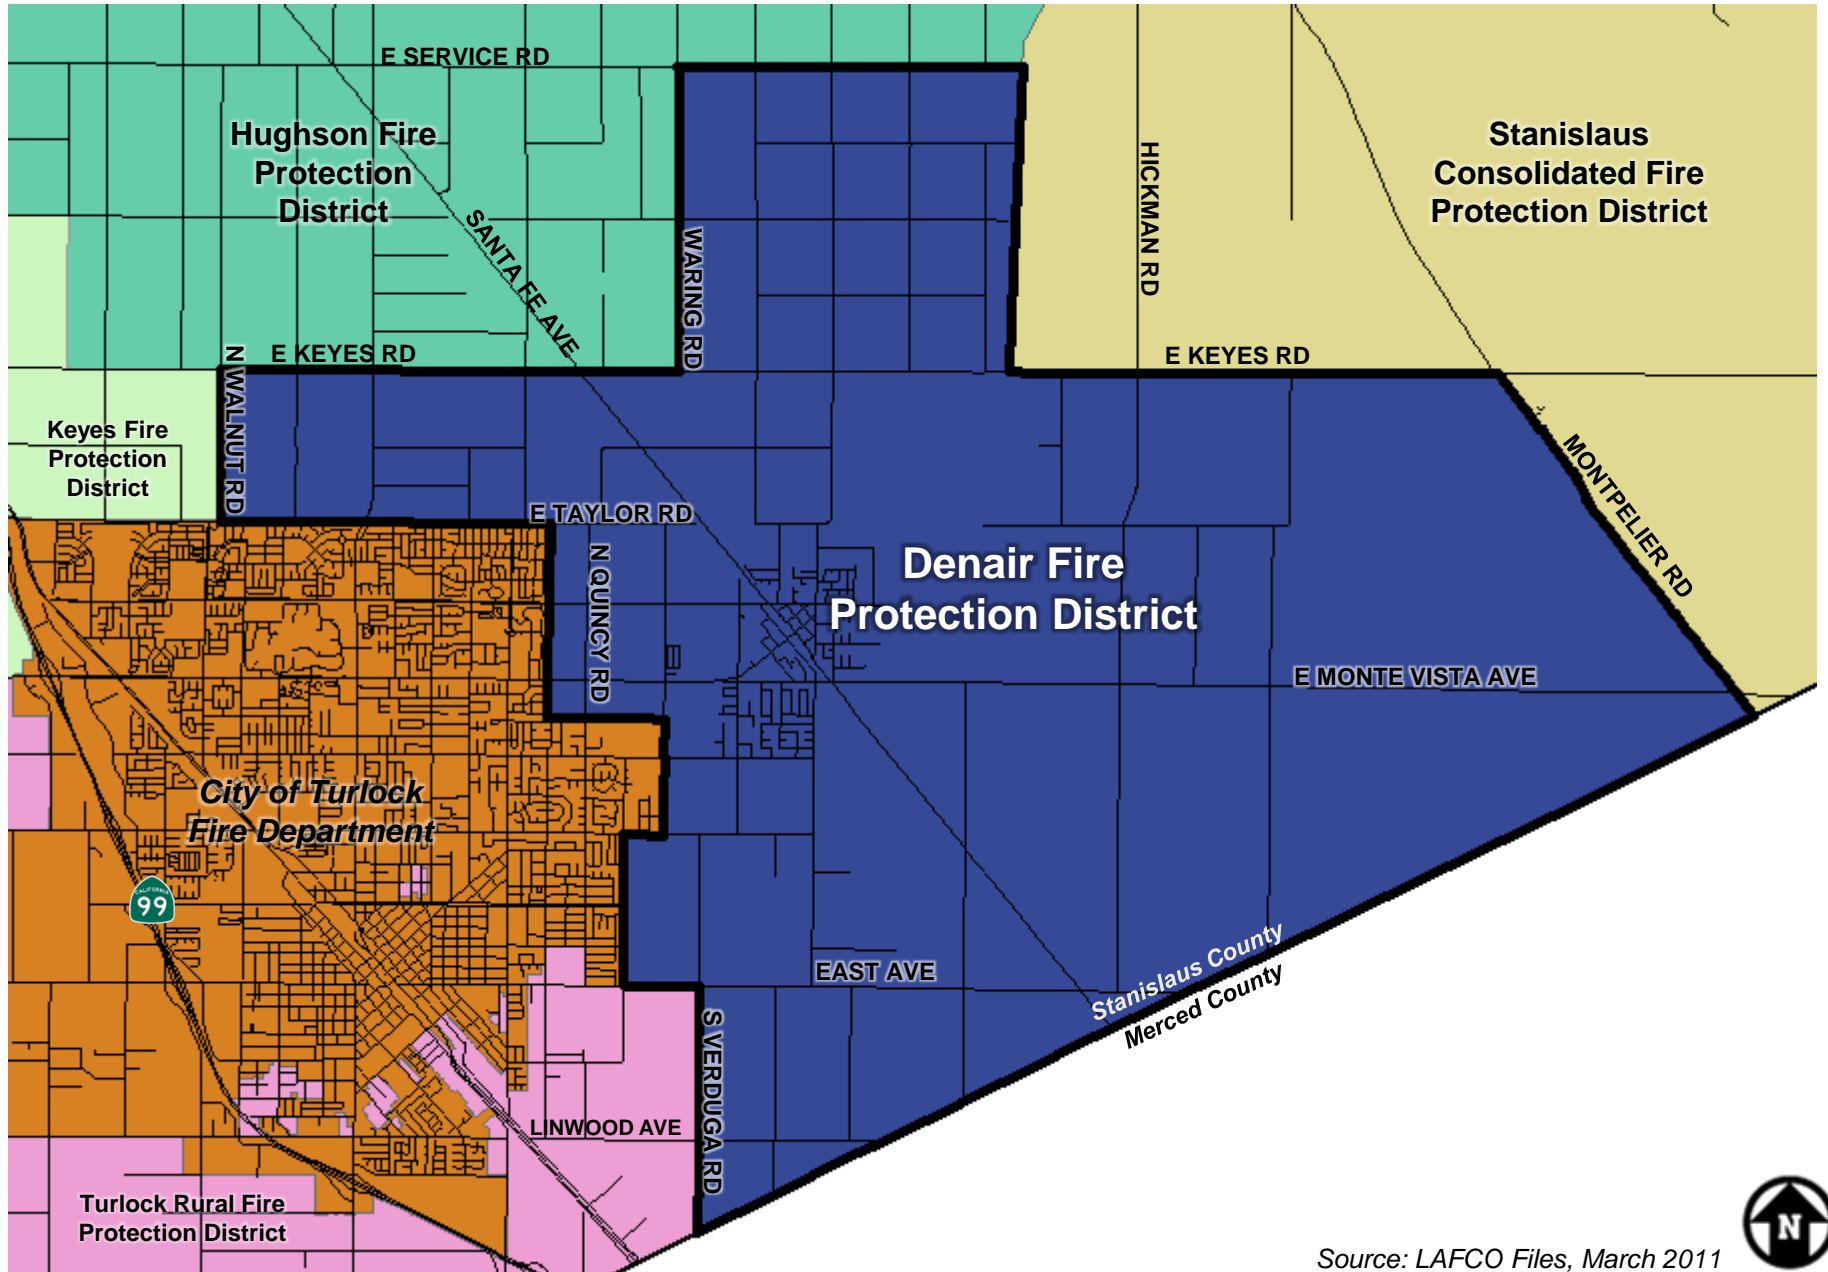 E SERVICE RD
Hughson Fire
Protection
District
Stanislaus
Consolidated Fire
Protection District
HICKMAN RD
SANTA FE AVE
WARING RD
E KEYES RD
E KEYES RD
N WALNUT RD
Keyes Fire
Protection
District
MONTPELIER RD
E TAYLOR RD
N QUINCY RD
Denair Fire
Protection District
E MONTE VISTA AVE
City of Turlock
Fire Department
CALIFORNIA
99
EAST AVE
Stanislaus County
Merced County
S VERDUGA RD
LINWOOD AVE
Turlock Rural Fire
Protection District
N
Source: LAFCO Files, March 2011